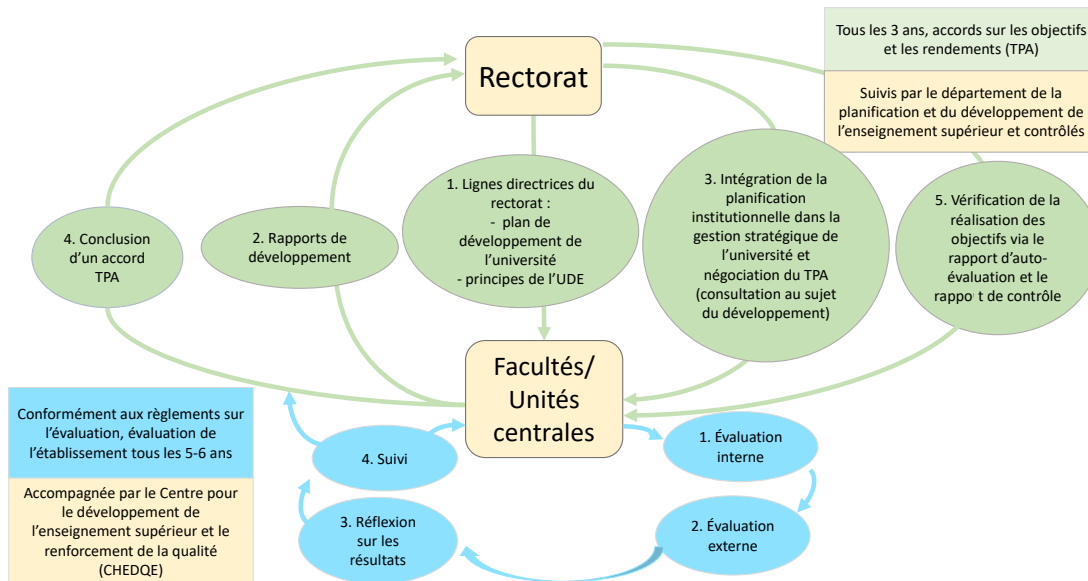 Rectorat
Tous les 3 ans, accords sur les objectifs
et les rendements (TPA)
Suivis par le département de la
planification et du développement de
l’enseignement supérieur et contrôlés
1. Lignes directrices du
rectorat :
- plan de
développement de
l’université
- principes de l’UDE
2. Rapports de
développement
3. Intégration de la
planification
institutionnelle dans la
gestion stratégique de
l’université et
négociation du TPA
(consultation au sujet
du développement)
4. Conclusion
d’un accord
TPA
5. Vérification de la
réalisation des
objectifs via le
rapport d’auto-
évaluation et le
rapport de contrôle
Facultés/
Unités
centrales
Conformément aux règlements sur
l’évaluation, évaluation de
l’établissement tous les 5-6 ans
Accompagnée par le Centre pour
le développement de
l’enseignement supérieur et le
renforcement de la qualité
(CHEDQE)
1. Évaluation
interne
2. Évaluation
externe
3. Réflexion
sur les
résultats
4. Suivi